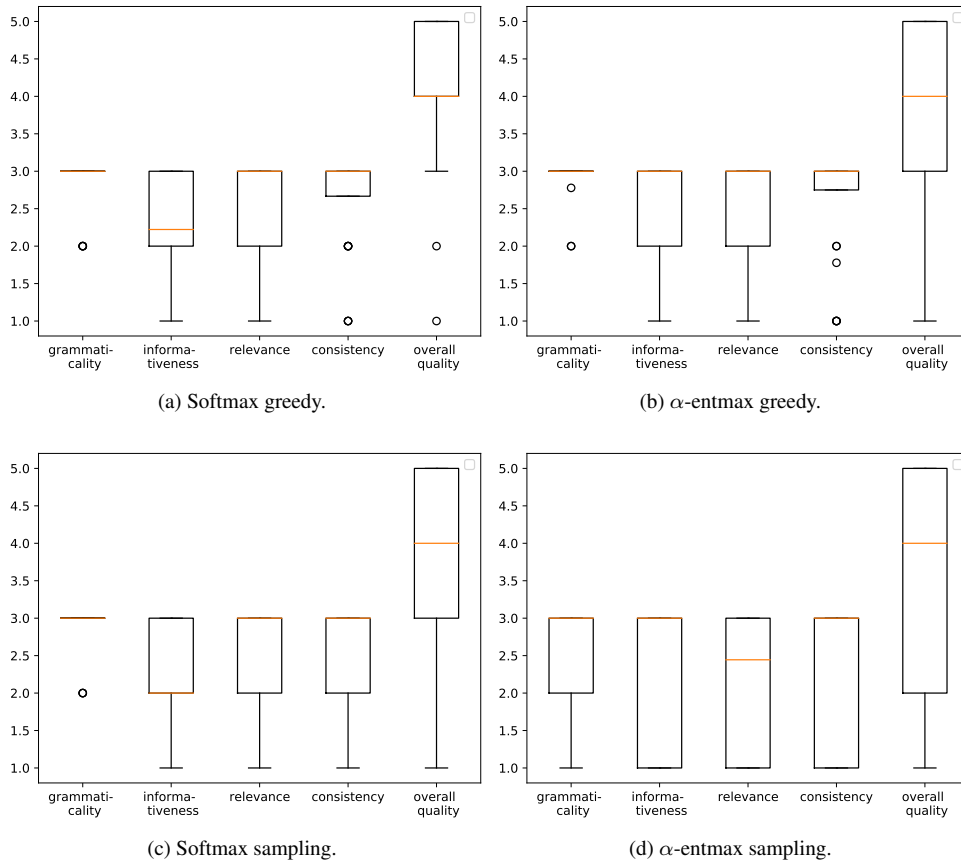 5.0
4.5
4.0
3.5
3.0
2.5
2.0
1.5
1.0
grammati-
cality
informa-
tiveness
relevance
consistency
overall
quality
(a) Softmax greedy.
5.0
4.5
4.0
3.5
3.0
2.5
2.0
1.5
1.0
grammati-
cality
informa-
tiveness
relevance
consistency
overall
quality
(b) α-entmax greedy.
5.0
4.5
4.0
3.5
3.0
2.5
2.0
1.5
1.0
grammati-
cality
informa-
tiveness
relevance
consistency
overall
quality
(c) Softmax sampling.
5.0
4.5
4.0
3.5
3.0
2.5
2.0
1.5
1.0
grammati-
cality
informa-
tiveness
relevance
consistency
overall
quality
(d) α-entmax sampling.